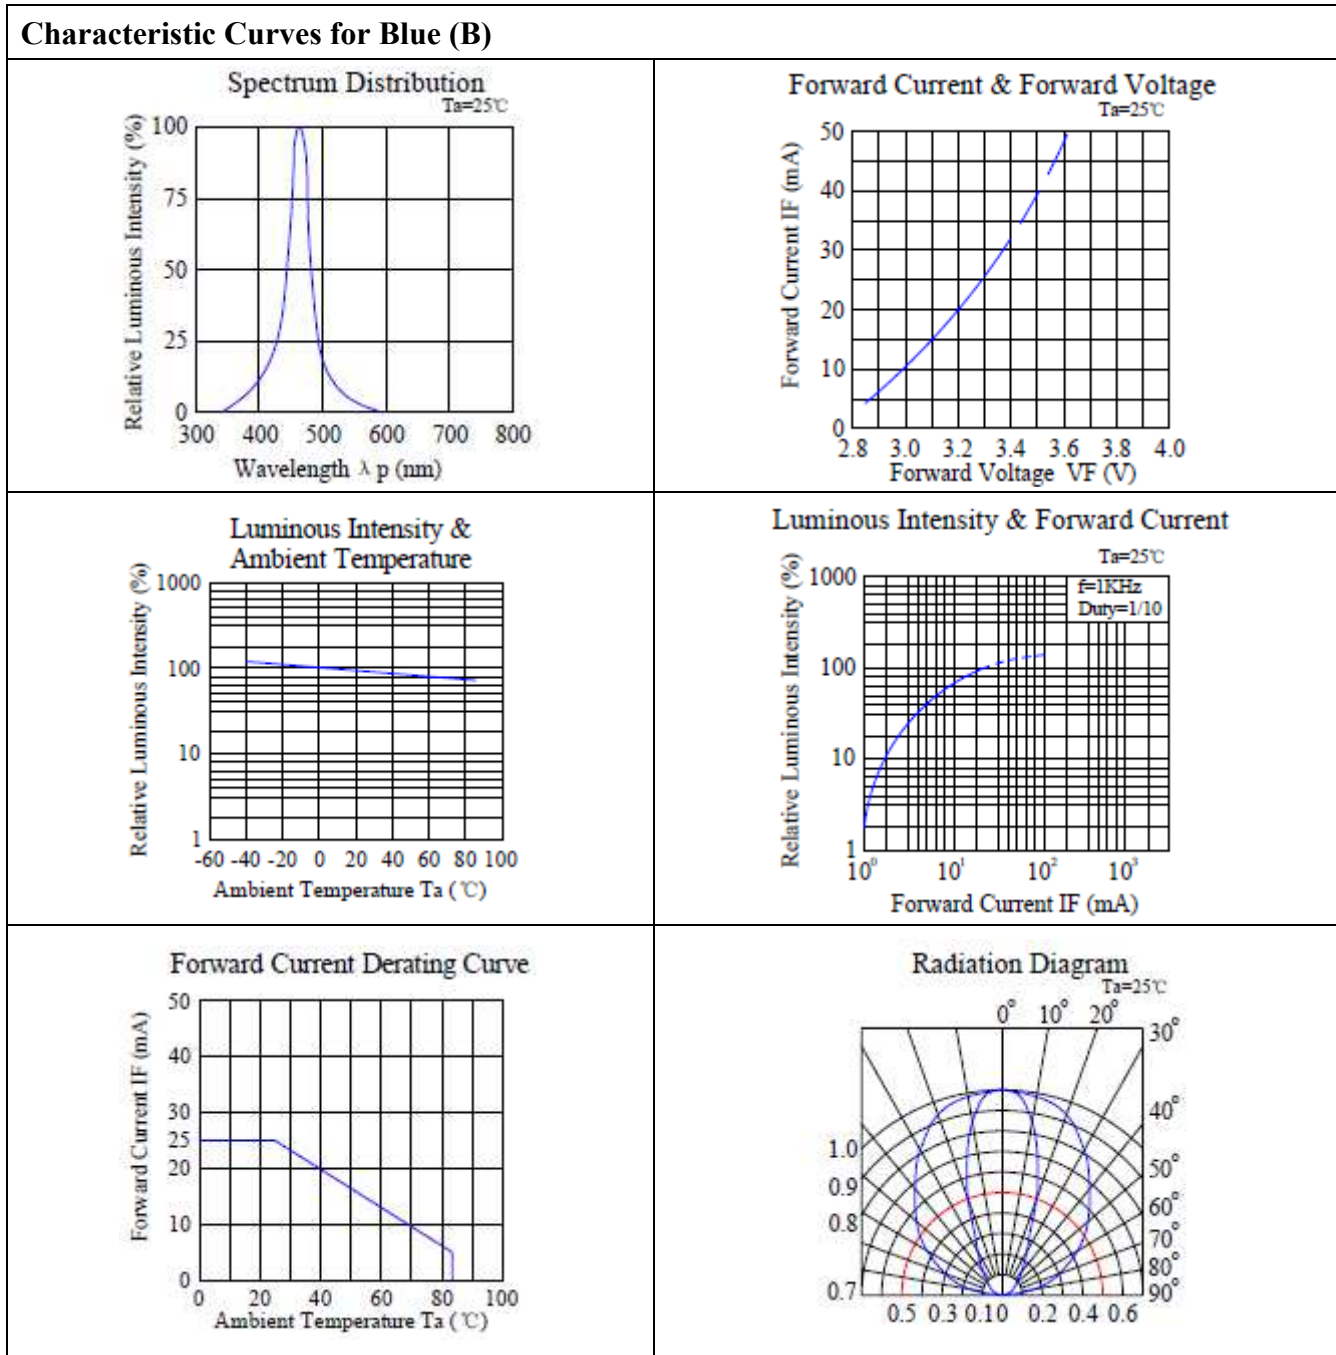 Characteristic Curves for Blue (B)
Spectrum Distribution
Ta=25℃
Relative Luminous Intensity (%)
100
75
50
25
0
300 400 500 600 700 800
Wavelength λ p (nm)
Forward Current & Forward Voltage
Ta=25℃
Forward Current IF (mA)
50
40
30
20
10
0
2.8 3.0 3.2 3.4 3.6 3.8 4.0
Forward Voltage VF (V)
Luminous Intensity &
Ambient Temperature
Relative Luminous Intensity (%)
1000
100
10
1
-60 -40 -20 0 20 40 60 80 100
Ambient Temperature Ta (℃)
Luminous Intensity & Forward Current
Ta=25℃
f=1KHz
Duty=1/10
Relative Luminous Intensity (%)
1000
100
10
1
10⁰ 10¹ 10² 10³
Forward Current IF (mA)
Forward Current Derating Curve
Forward Current IF (mA)
50
40
30
25
20
10
0
0 20 40 60 80 100
Ambient Temperature Ta (℃)
Radiation Diagram
Ta=25℃
0° 10° 20°
30°
40°
50°
60°
70°
80°
90°
1.0
0.9
0.8
0.7
0.5 0.3 0.10 0.2 0.4 0.6